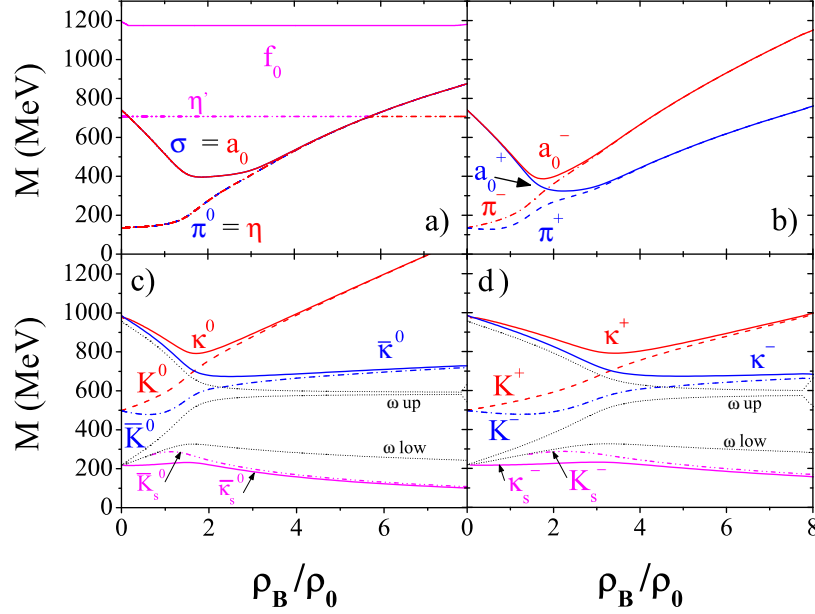 1200
1000
800
600
400
200
0
M (MeV)
f₀
η'
σ = a₀
π⁰ = η
a)
a₀⁻
a₀⁺
π⁻
π⁺
b)
1200
1000
800
600
400
200
0
M (MeV)
c)
κ⁰
κ̅⁰
K⁰
K̅⁰
ω up
ω low
K̅ₛ⁰
κ̅ₛ⁰
d)
κ⁺
κ⁻
K⁺
K⁻
ω up
ω low
κₛ⁻
Kₛ⁻
0 2 4 6 0 2 4 6 8
ρ_B/ρ₀
ρ_B/ρ₀